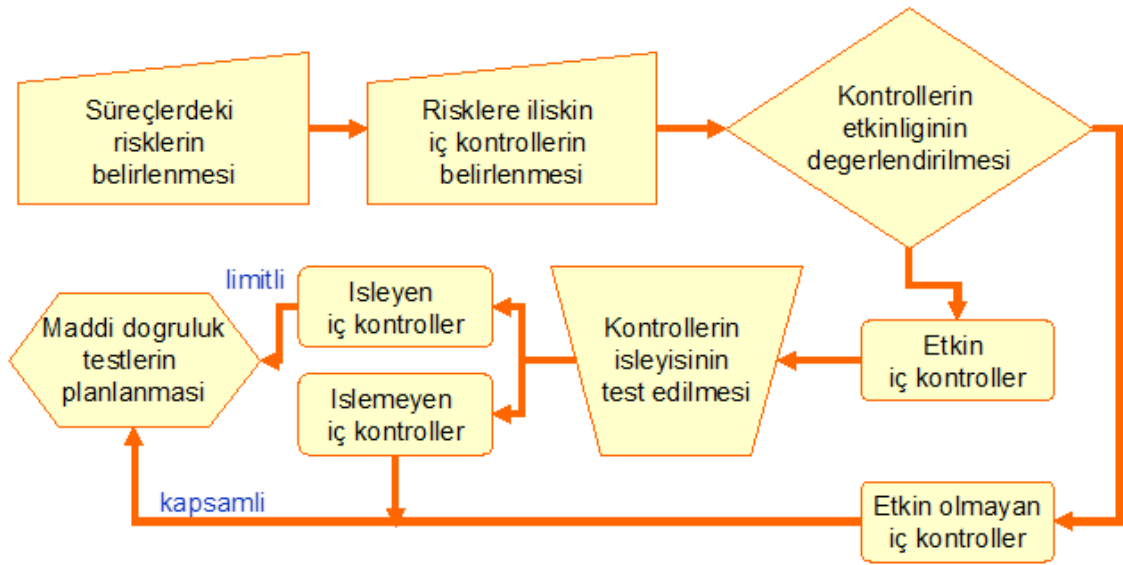 Süreçlerdeki
risklerin
belirlenmesi
Risklere iliskin
iç kontrollerin
belirlenmesi
Kontrollerin
etkinliginin
degerlendirilmesi
limitli
Maddi dogruluk
testlerin
planlanmasi
Isleyen
iç kontroller
Islemeyen
iç kontroller
Kontrollerin
isleyisinin
test edilmesi
Etkin
iç kontroller
kapsamli
Etkin olmayan
iç kontroller